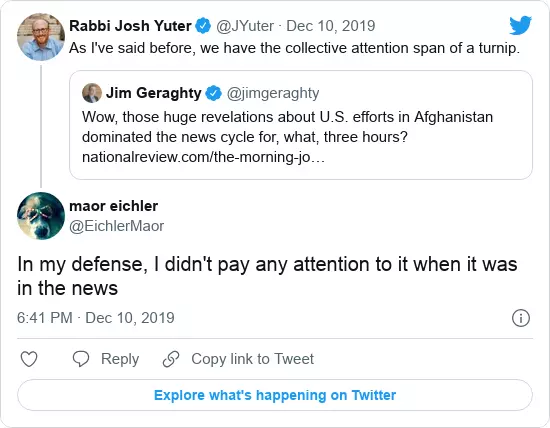 Rabbi Josh Yuter @JYuter · Dec 10, 2019
As I've said before, we have the collective attention span of a turnip.
Jim Geraghty @jimgeraghty
Wow, those huge revelations about U.S. efforts in Afghanistan
dominated the news cycle for, what, three hours?
nationalreview.com/the-morning-jo…
maor eichler
@EichlerMaor
In my defense, I didn't pay any attention to it when it was
in the news
6:41 PM · Dec 10, 2019
Reply Copy link to Tweet
Explore what's happening on Twitter